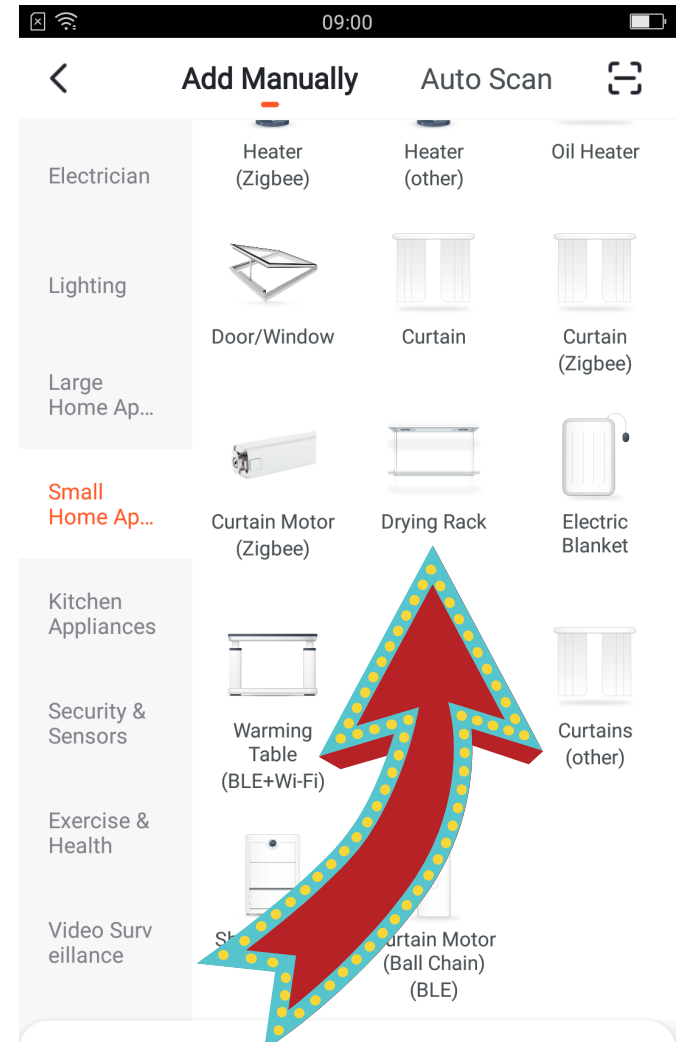 09:00
Add Manually
Auto Scan
Electrician
Lighting
Large
Home Ap...
Small
Home Ap...
Kitchen
Appliances
Security &
Sensors
Exercise &
Health
Video Surv
eillance
Heater
(Zigbee)
Heater
(other)
Oil Heater
Door/Window
Curtain
Curtain
(Zigbee)
Curtain Motor
(Zigbee)
Drying Rack
Electric
Blanket
Warming
Table
(BLE+Wi-Fi)
Curtains
(other)
Motor
(Ball Chain)
(BLE)